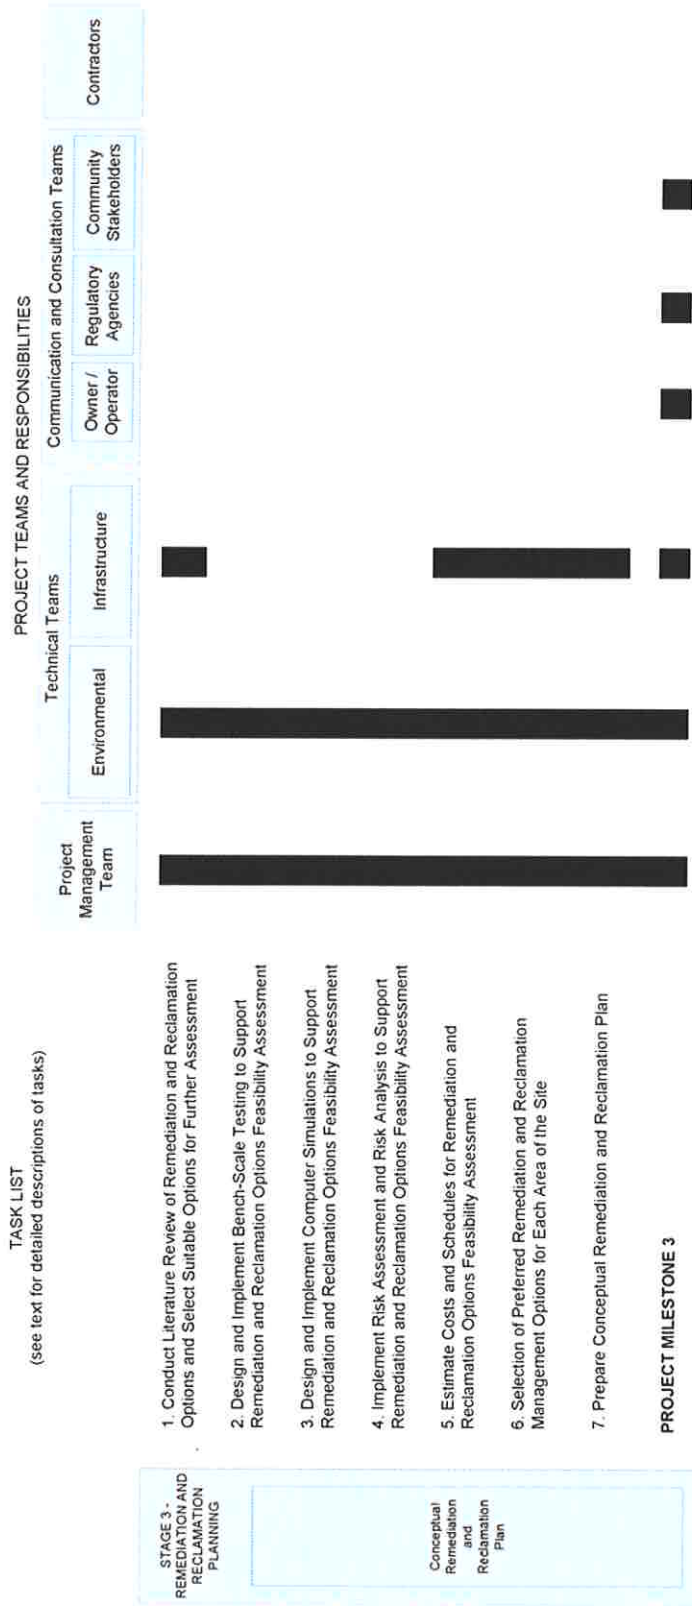 PROJECT TEAMS AND RESPONSIBILITIES
TASK LIST
(see text for detailed descriptions of tasks)
Project
Management
Team
Technical Teams
Environmental
Infrastructure
Communication and Consultation Teams
Owner /
Operator
Regulatory
Agencies
Community
Stakeholders
Contractors
STAGE 3 -
REMEDIATION AND
RECLAMATION
PLANNING
Conceptual
Remediation
and
Reclamation
Plan
1. Conduct Literature Review of Remediation and Reclamation
Options and Select Suitable Options for Further Assessment
2. Design and Implement Bench-Scale Testing to Support
Remediation and Reclamation Options Feasibility Assessment
3. Design and Implement Computer Simulations to Support
Remediation and Reclamation Options Feasibility Assessment
4. Implement Risk Assessment and Risk Analysis to Support
Remediation and Reclamation Options Feasibility Assessment
5. Estimate Costs and Schedules for Remediation and
Reclamation Options Feasibility Assessment
6. Selection of Preferred Remediation and Reclamation
Management Options for Each Area of the Site
7. Prepare Conceptual Remediation and Reclamation Plan
PROJECT MILESTONE 3